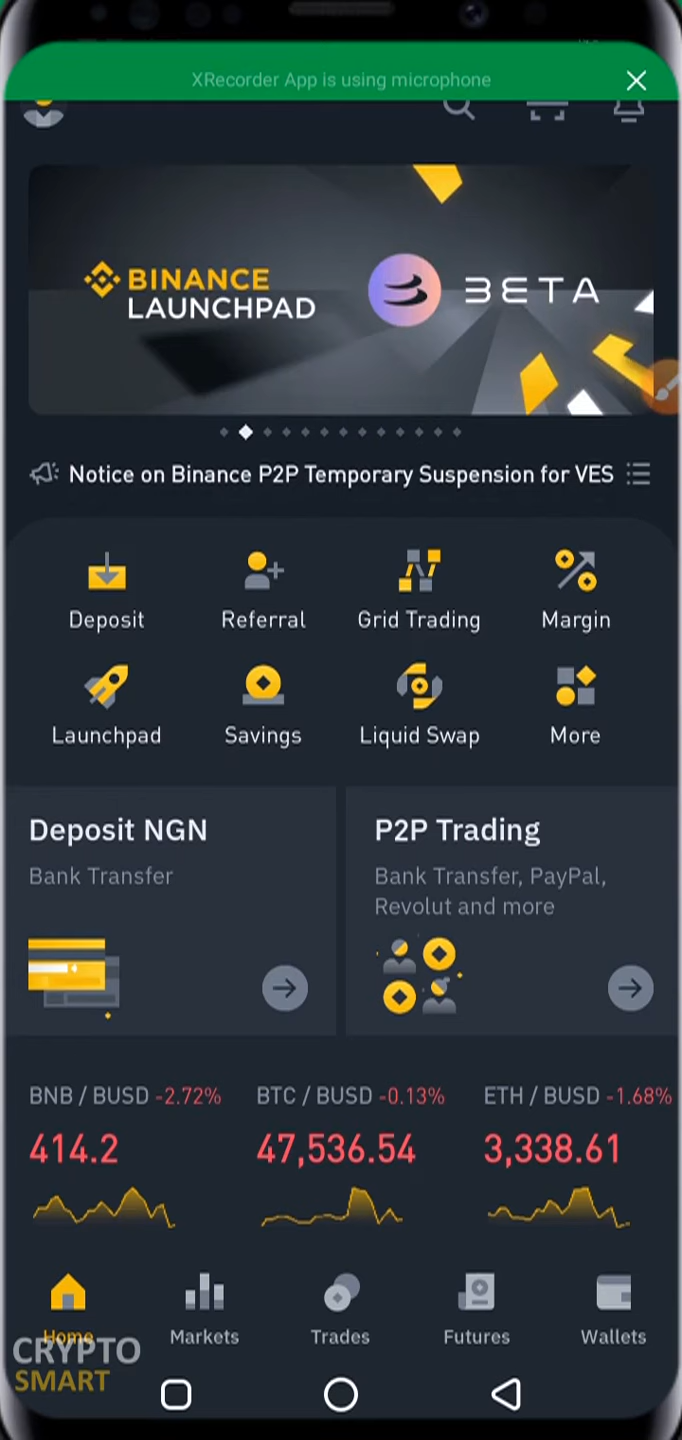 XRecorder App is using microphone
BINANCE
LAUNCHPAD
BETA
Notice on Binance P2P Temporary Suspension for VES
Deposit
Referral
Grid Trading
Margin
Launchpad
Savings
Liquid Swap
More
Deposit NGN
Bank Transfer
P2P Trading
Bank Transfer, PayPal,
Revolut and more
BNB / BUSD -2.72%
414.2
BTC / BUSD -0.13%
47,536.54
ETH / BUSD -1.68%
3,338.61
Home
Markets
Trades
Futures
Wallets
CRYPTO
SMART